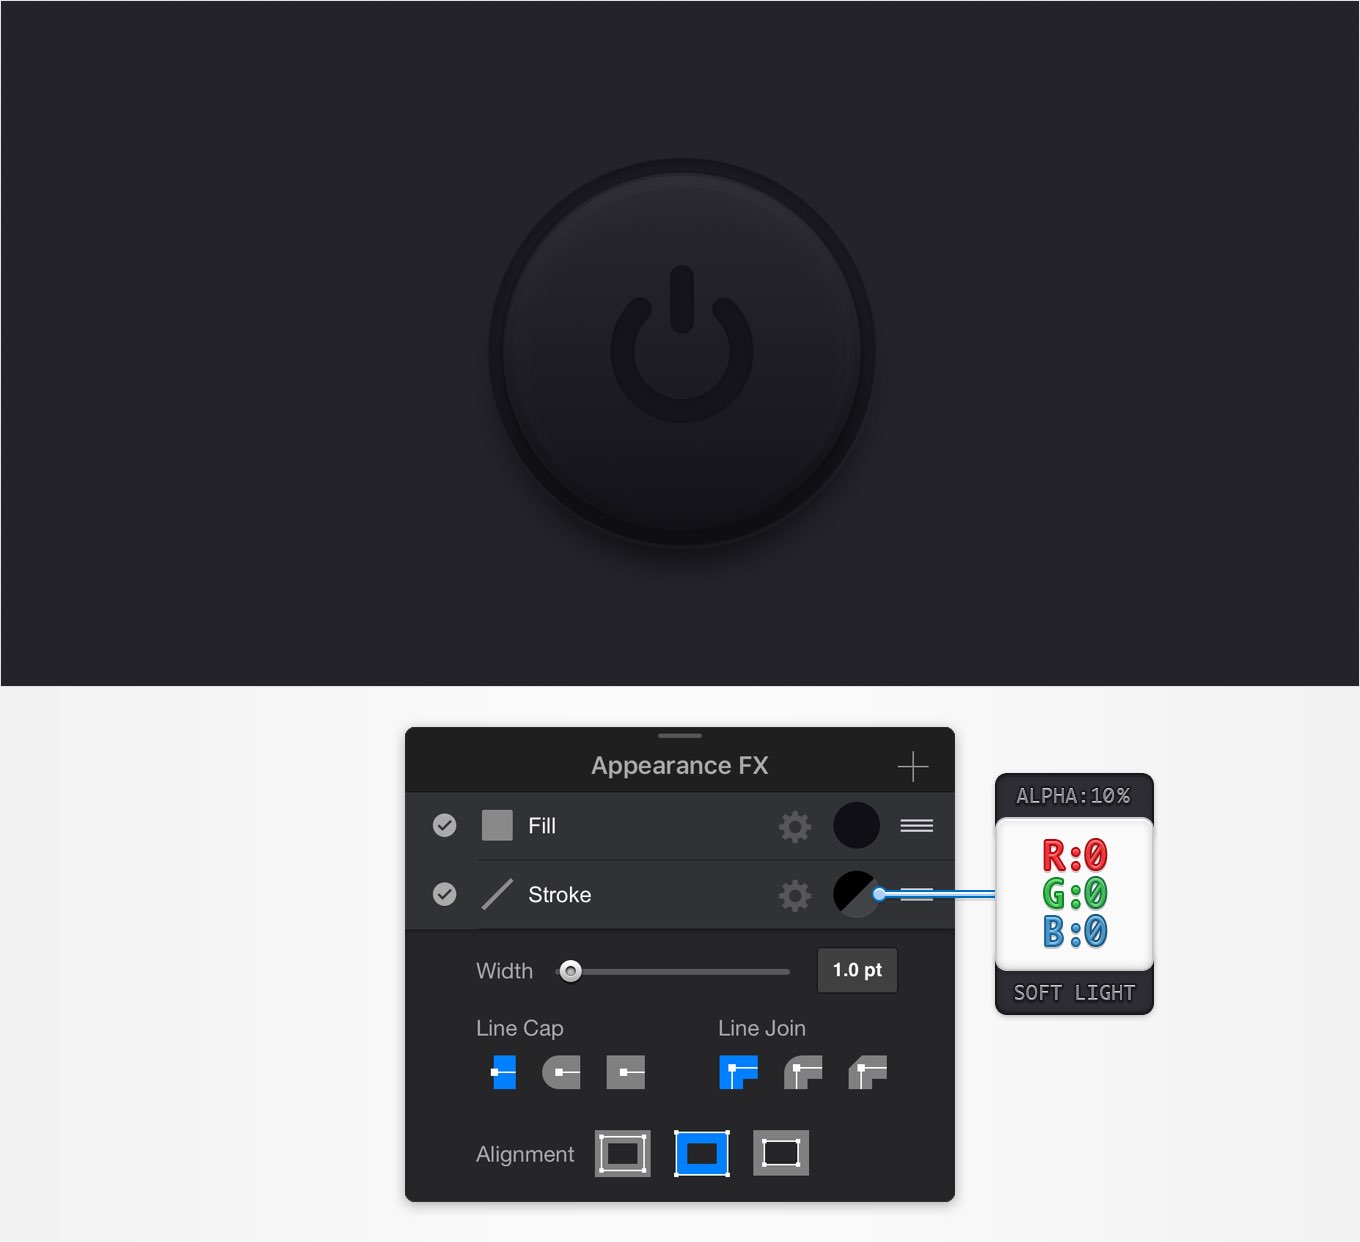 Appearance FX
Fill
Stroke
Width
1.0 pt
Line Cap
Line Join
Alignment
ALPHA:10%
R:0
G:0
B:0
SOFT LIGHT